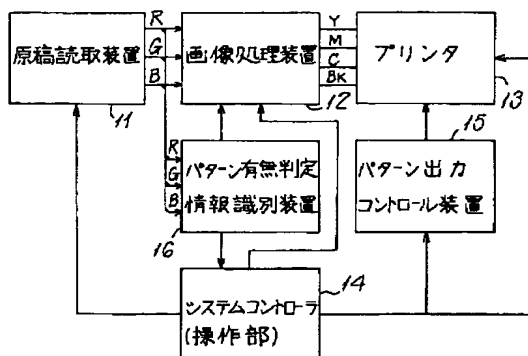 R
G
B
原稿読取装置
11
画像処理装置
12
Y
M
C
BK
プリンタ
13
R
G
B
パターン有無判定
情報識別装置
16
15
パターン出力
コントロール装置
14
システムコントローラ
(操作部)